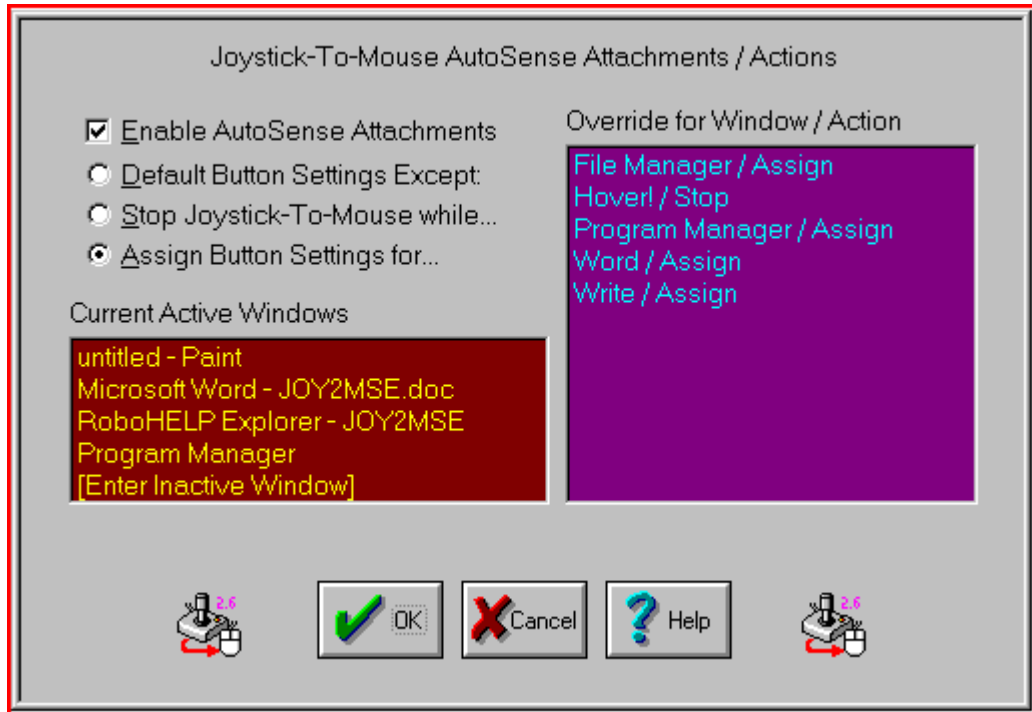 Joystick-To-Mouse AutoSense Attachments / Actions
Enable AutoSense Attachments
Default Button Settings Except:
Stop Joystick-To-Mouse while...
Assign Button Settings for...
Current Active Windows
untitled - Paint
Microsoft Word - JOY2MSE.doc
RoboHELP Explorer - JOY2MSE
Program Manager
[Enter Inactive Window]
Override for Window / Action
File Manager / Assign
Hover! / Stop
Program Manager / Assign
Word / Assign
Write / Assign
2.6
OK
Cancel
Help
2.6